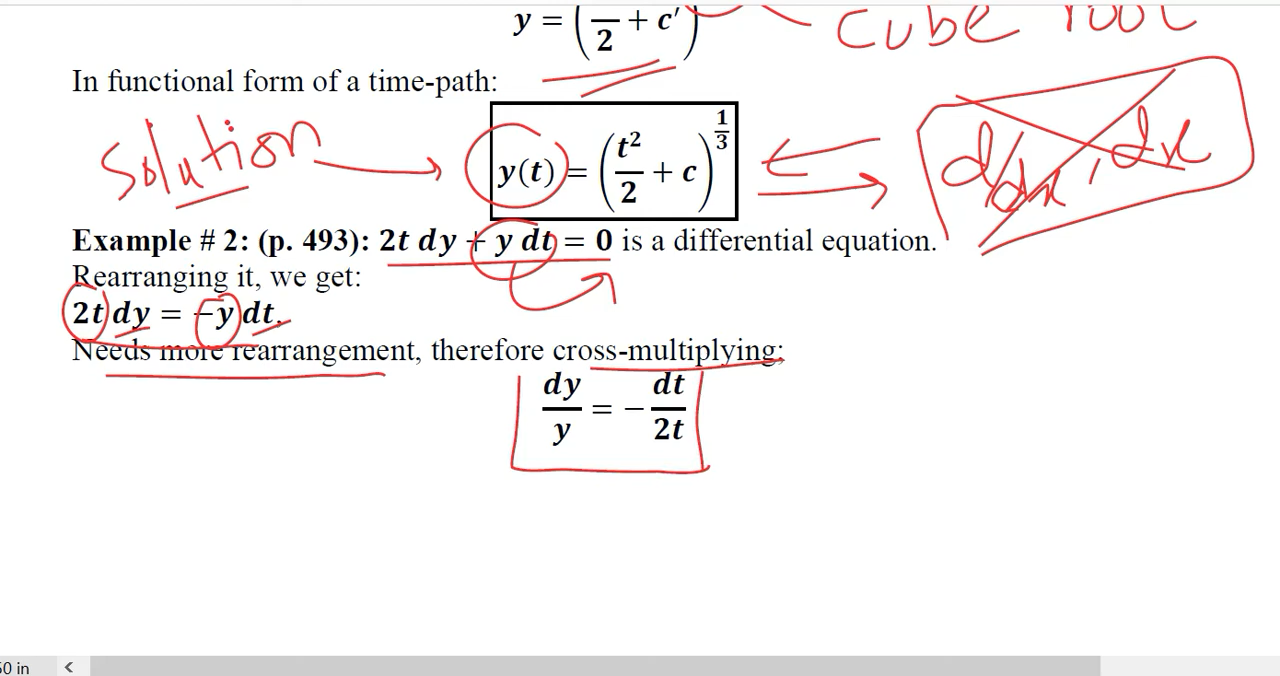 y = ( /2 + c′)
cube root
In functional form of a time-path:
solution
y(t) = (t²/2 + c)^(1/3)
d/dx , dx
Example # 2: (p. 493): 2t dy + y dt = 0 is a differential equation.
Rearranging it, we get:
2t dy = −y dt.
Needs more rearrangement, therefore cross-multiplying:
dy/y = − dt/2t
50 in